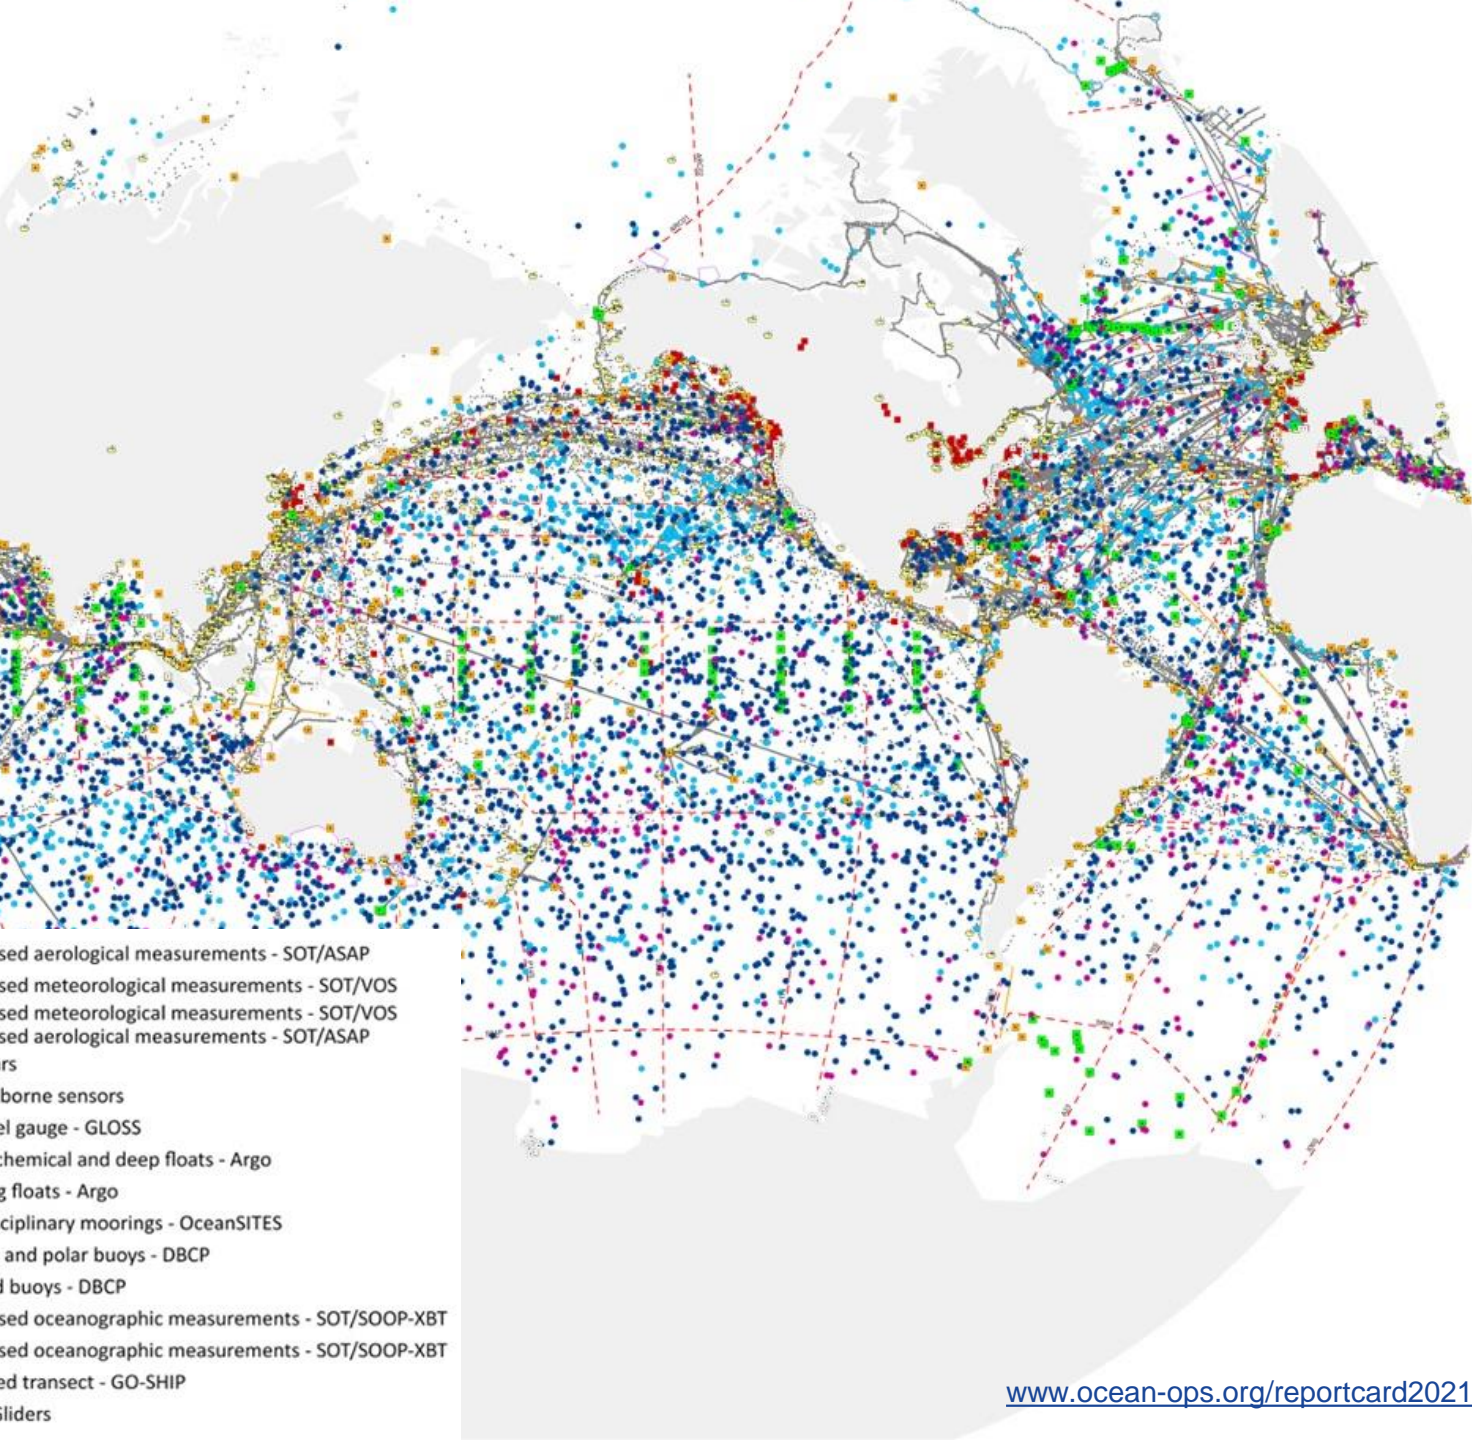 sed aerological measurements - SOT/ASAP
sed meteorological measurements - SOT/VOS
sed meteorological measurements - SOT/VOS
sed aerological measurements - SOT/ASAP
rs
borne sensors
el gauge - GLOSS
chemical and deep floats - Argo
g floats - Argo
ciplinary moorings - OceanSITES
and polar buoys - DBCP
d buoys - DBCP
sed oceanographic measurements - SOT/SOOP-XBT
sed oceanographic measurements - SOT/SOOP-XBT
ed transect - GO-SHIP
Gliders
www.ocean-ops.org/reportcard2021